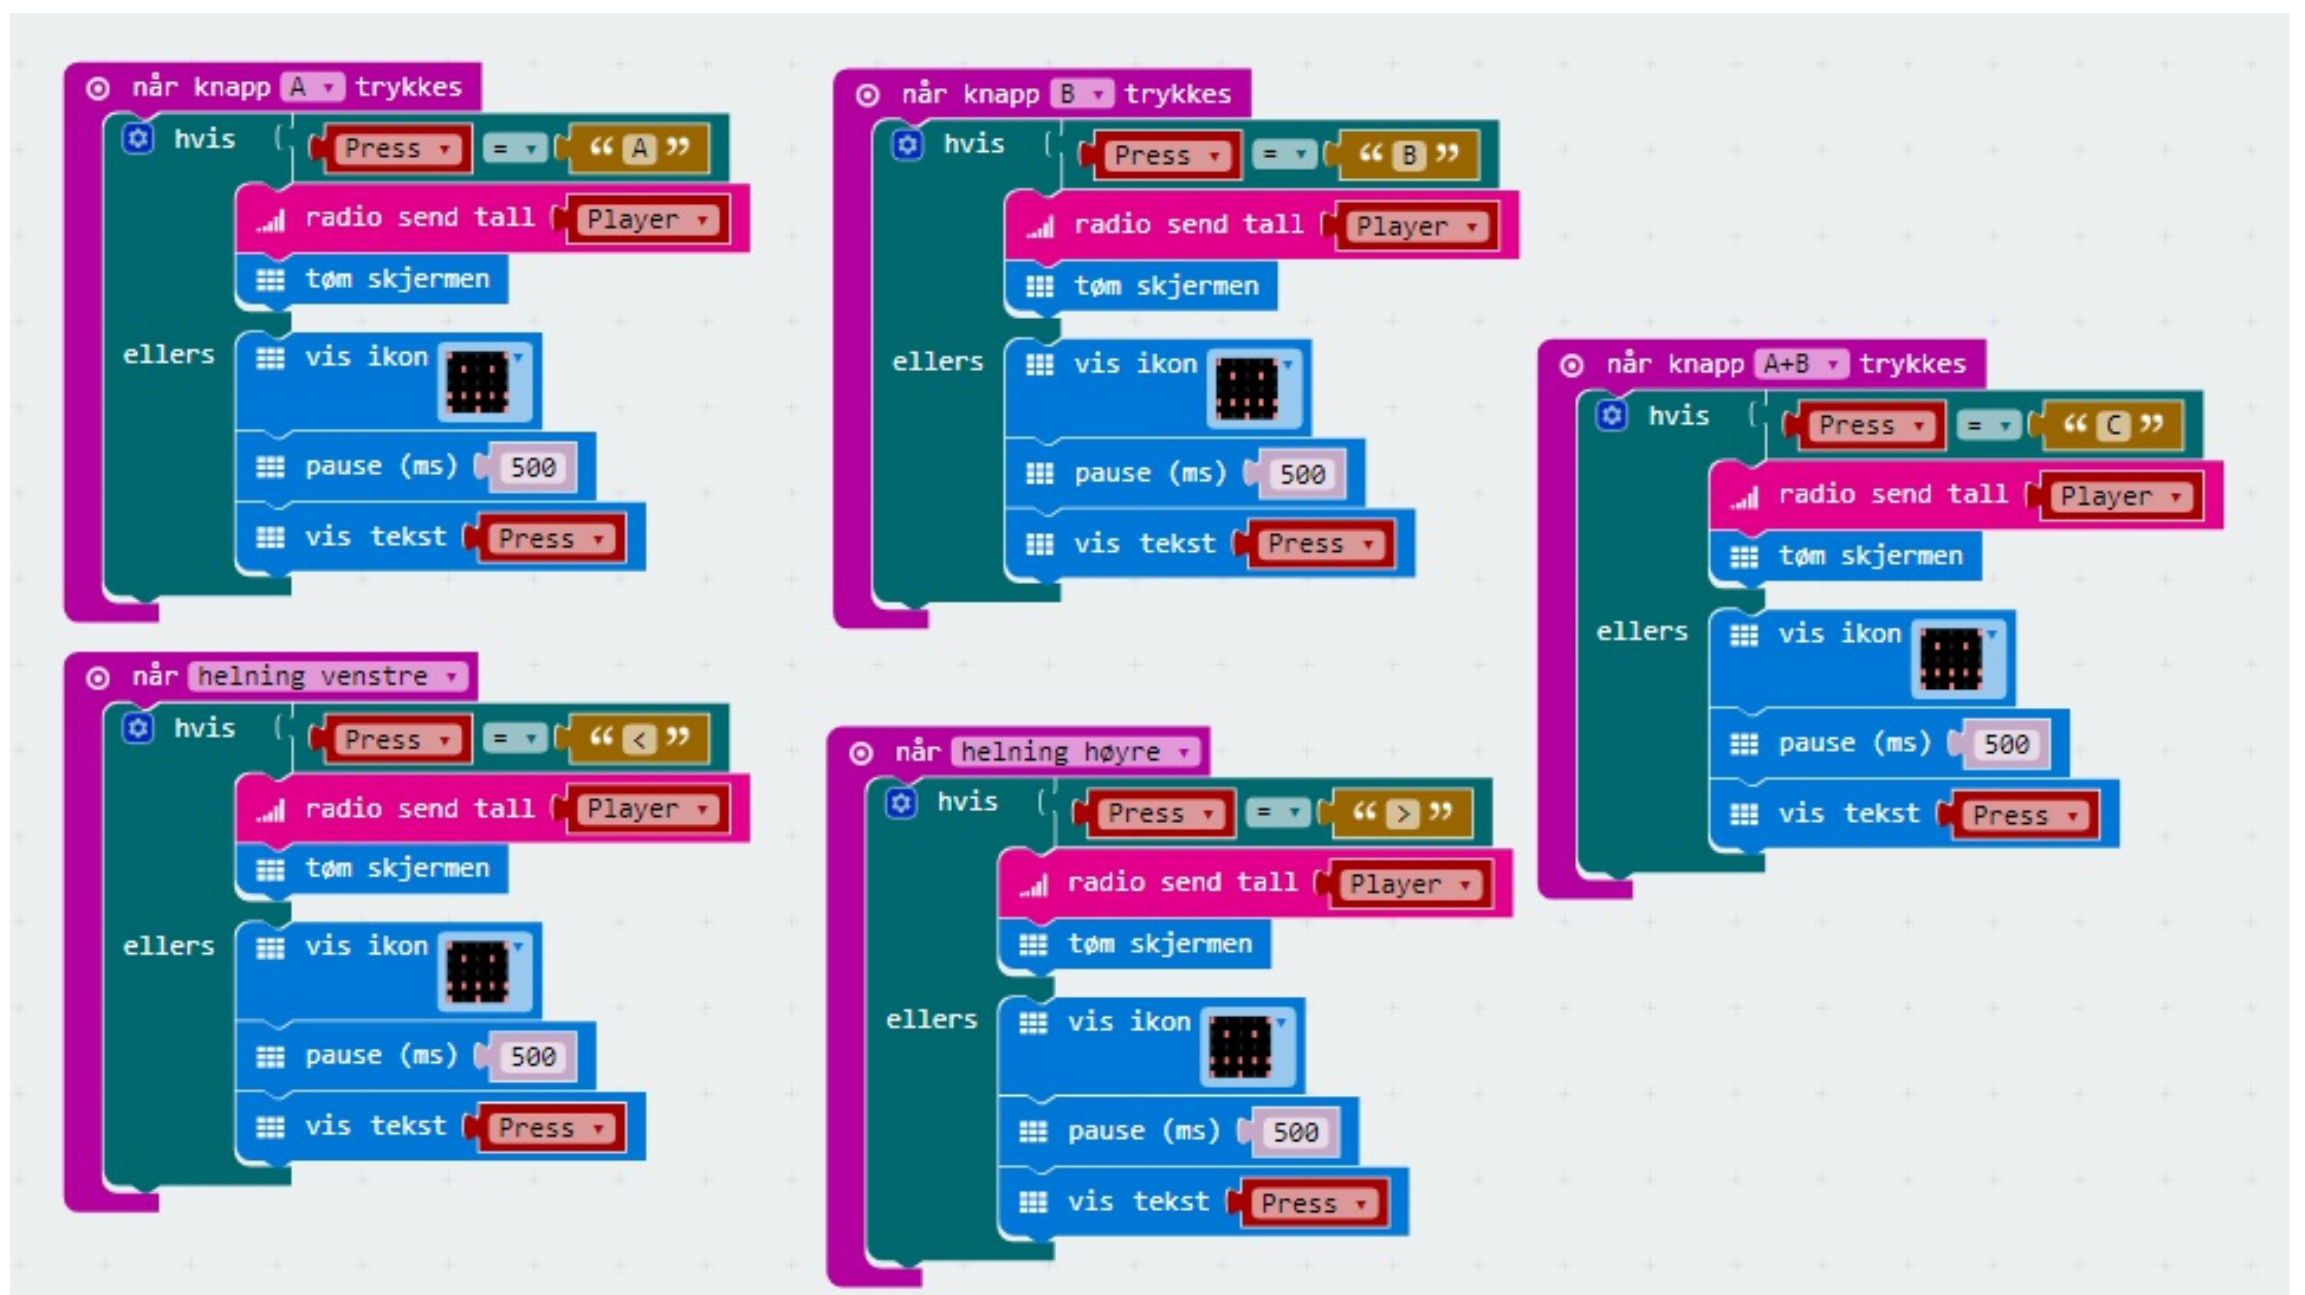 når knapp A trykkes
hvis Press = “ A ”
radio send tall Player
tøm skjermen
ellers vis ikon
pause (ms) 500
vis tekst Press
når knapp B trykkes
hvis Press = “ B ”
radio send tall Player
tøm skjermen
ellers vis ikon
pause (ms) 500
vis tekst Press
når knapp A+B trykkes
hvis Press = “ C ”
radio send tall Player
tøm skjermen
ellers vis ikon
pause (ms) 500
vis tekst Press
når helning venstre
hvis Press = “ < ”
radio send tall Player
tøm skjermen
ellers vis ikon
pause (ms) 500
vis tekst Press
når helning høyre
hvis Press = “ > ”
radio send tall Player
tøm skjermen
ellers vis ikon
pause (ms) 500
vis tekst Press